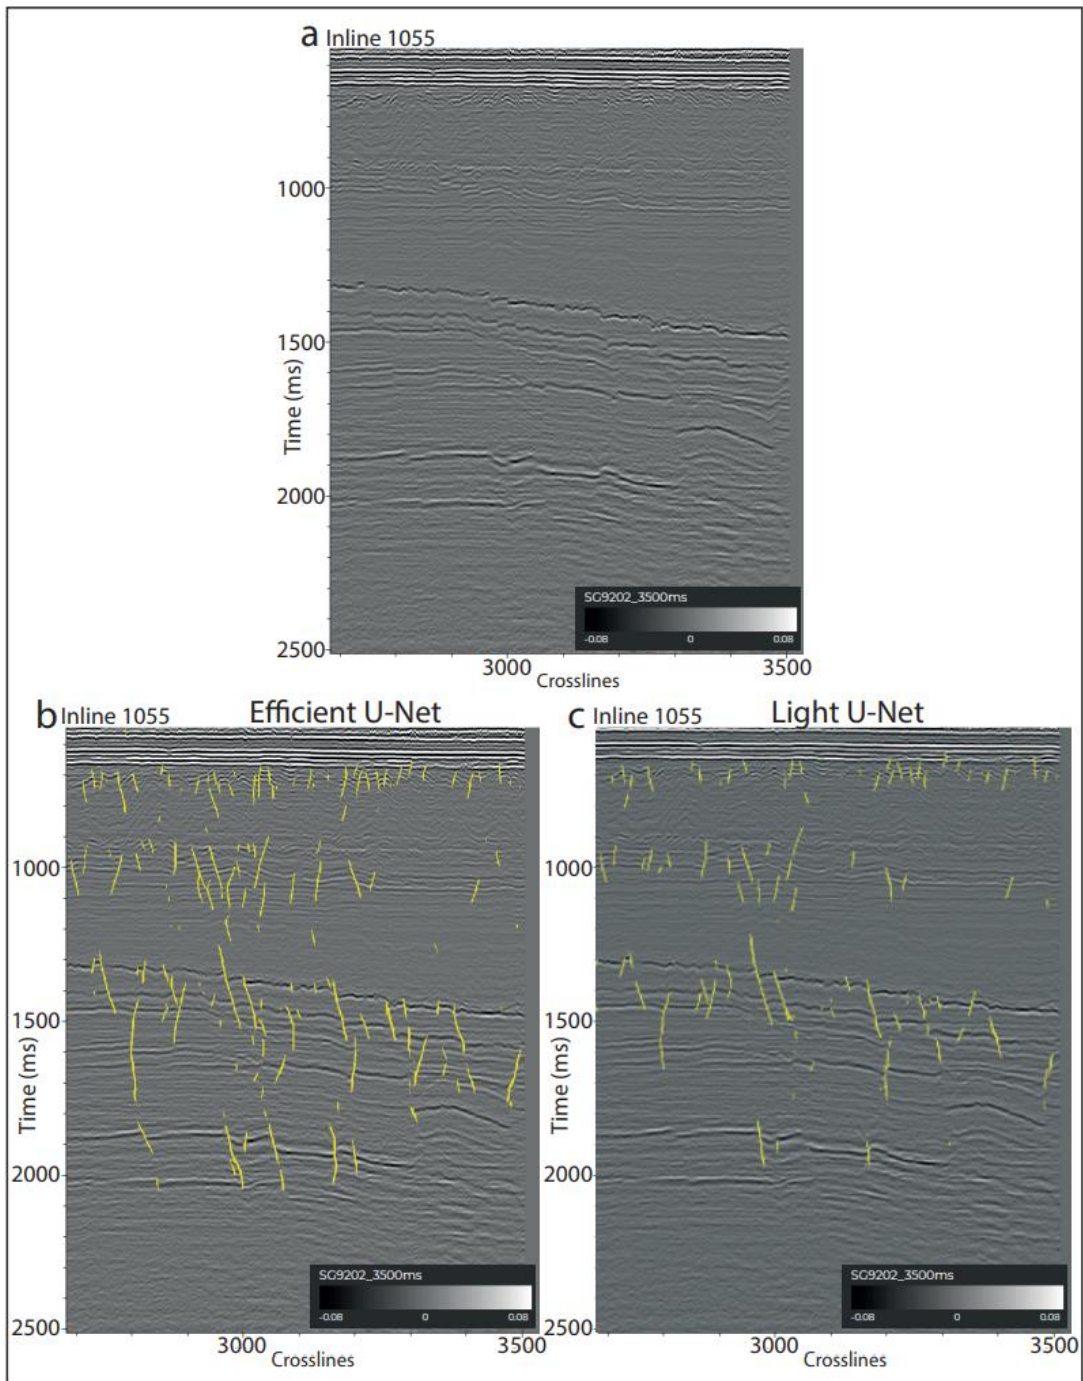 a Inline 1055
1000
1500
2000
2500
Time (ms)
SG9202_3500ms
-0.08 0 0.08
3000 3500
Crosslines
b Inline 1055 Efficient U-Net
1000
1500
2000
2500
Time (ms)
SG9202_3500ms
-0.08 0 0.08
3000 3500
Crosslines
c Inline 1055 Light U-Net
1000
1500
2000
2500
Time (ms)
SG9202_3500ms
-0.08 0 0.08
3000 3500
Crosslines